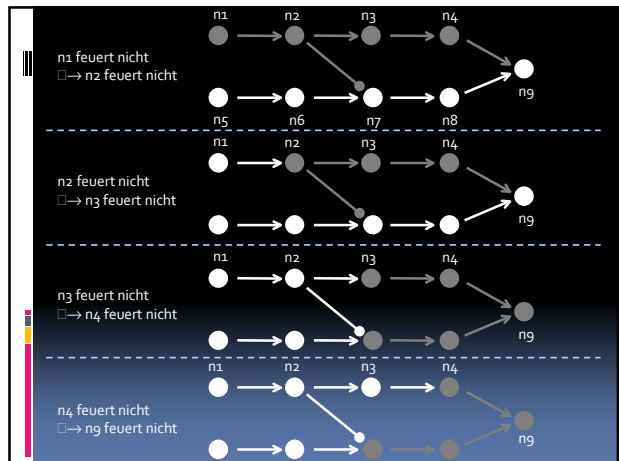 n1 n2 n3 n4
n1 feuert nicht
□→ n2 feuert nicht
n9
n5 n6 n7 n8
n1 n2 n3 n4
n2 feuert nicht
□→ n3 feuert nicht
n9
n1 n2 n3 n4
n3 feuert nicht
□→ n4 feuert nicht
n9
n1 n2 n3 n4
n4 feuert nicht
□→ n9 feuert nicht
n9